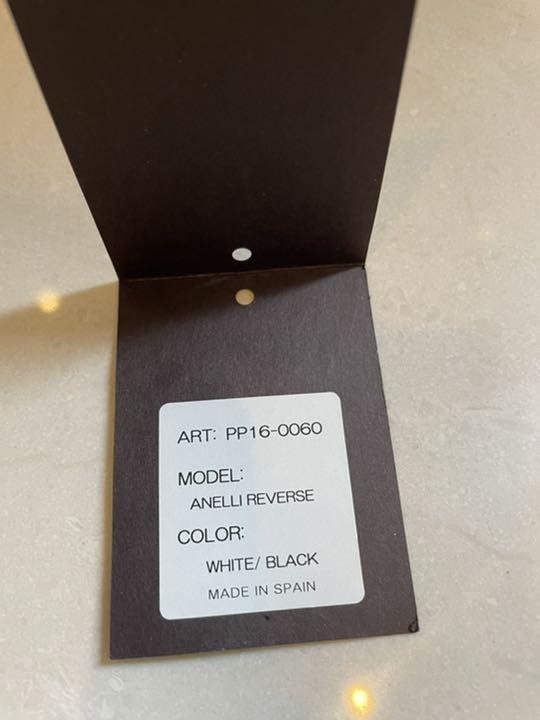 ART: PP16-0060
MODEL:
ANELLI REVERSE
COLOR:
WHITE/ BLACK
MADE IN SPAIN